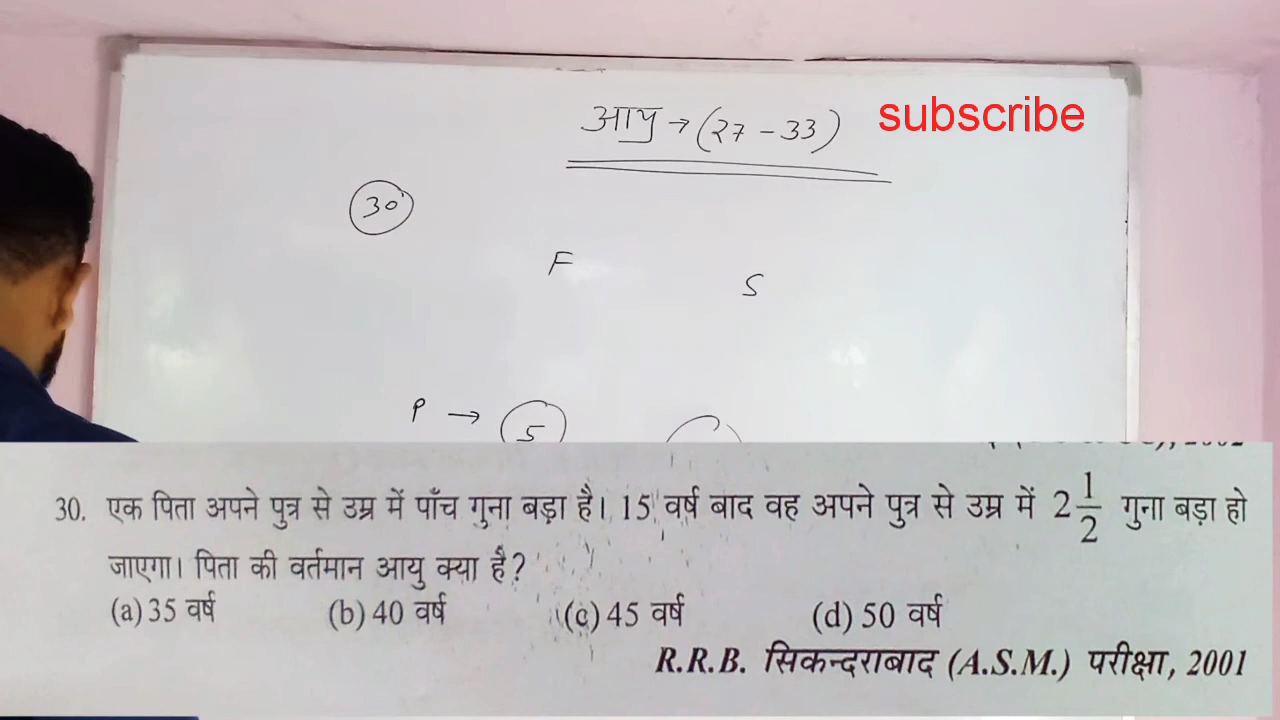 आयु → (27 - 33)
subscribe
30
F
S
P → 5
30. एक पिता अपने पुत्र से उम्र में पाँच गुना बड़ा है। 15 वर्ष बाद वह अपने पुत्र से उम्र में 2 1/2 गुना बड़ा हो
जाएगा। पिता की वर्तमान आयु क्या है?
(a) 35 वर्ष (b) 40 वर्ष (c) 45 वर्ष (d) 50 वर्ष
R.R.B. सिकन्दराबाद (A.S.M.) परीक्षा, 2001